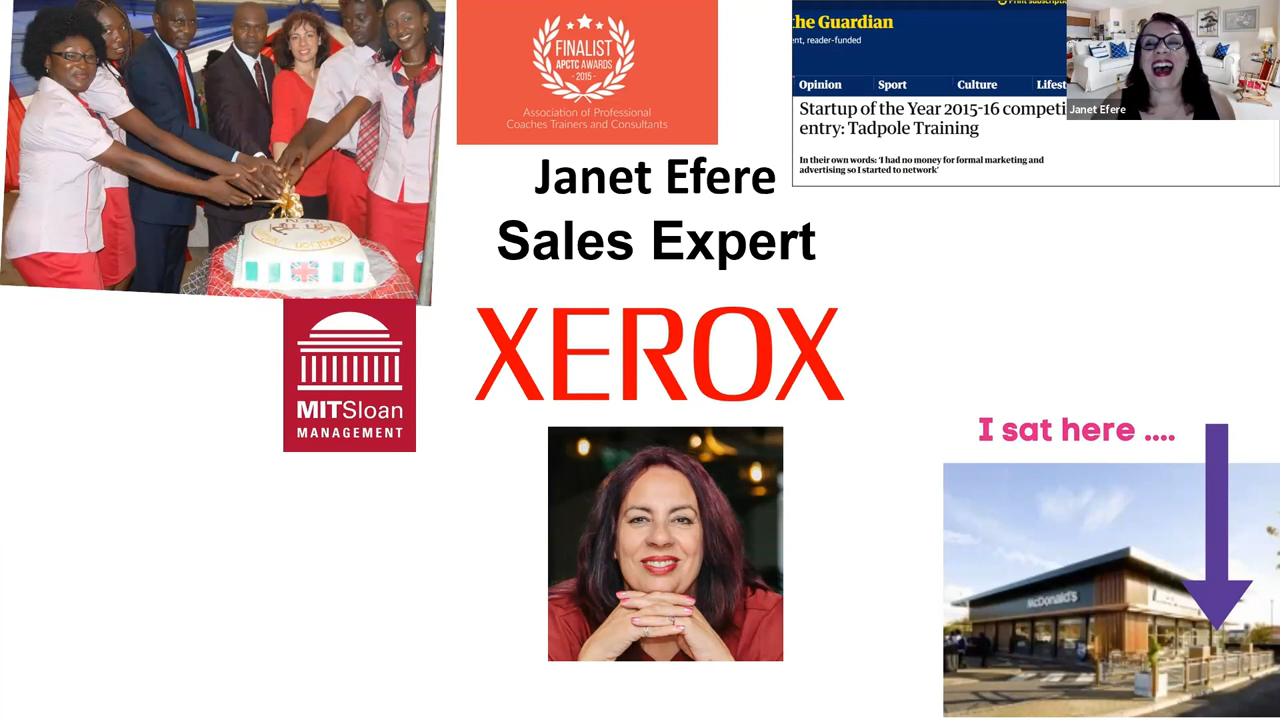 FINALIST
APCTC AWARDS
- 2015 -
Association of Professional
Coaches Trainers and Consultants
the Guardian
ent, reader-funded
Opinion
Sport
Culture
Lifest
Startup of the Year 2015-16 competi
entry: Tadpole Training
In their own words: 'I had no money for formal marketing and
advertising so I started to network'
Janet Efere
Janet Efere
Sales Expert
MITSloan
MANAGEMENT
XEROX
I sat here ....
McDonald's